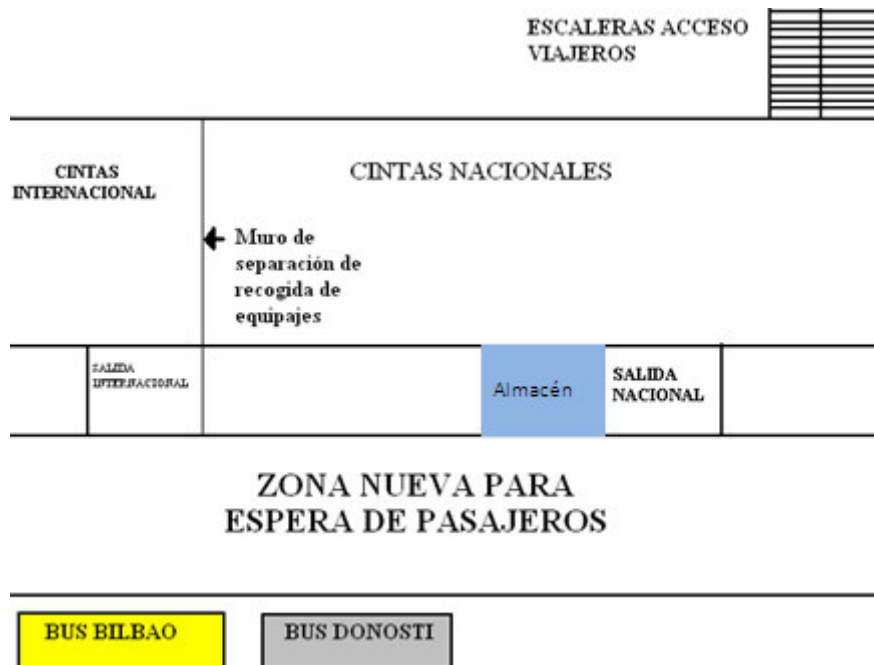 ESCALERAS ACCESO
VIAJEROS
CINTAS
INTERNACIONAL
CINTAS NACIONALES
Muro de
separación de
recogida de
equipajes
SALIDA
INTERNACIONAL
Almacén
SALIDA
NACIONAL
ZONA NUEVA PARA
ESPERA DE PASAJEROS
BUS BILBAO
BUS DONOSTI